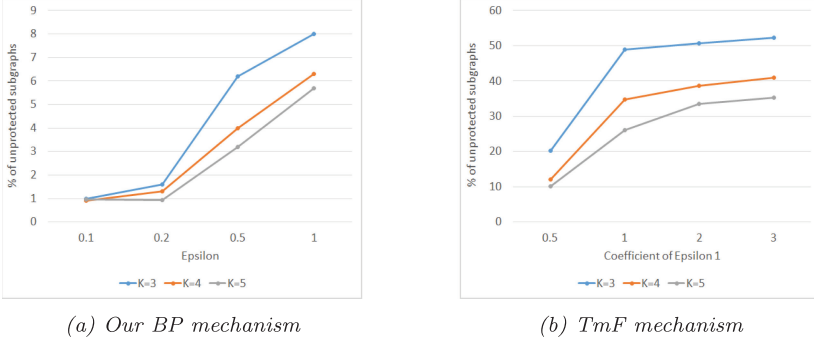 9
8
7
6
5
4
3
2
1
0
% of unprotected subgraphs
0.1 0.2 0.5 1
Epsilon
K=3 K=4 K=5
(a) Our BP mechanism
60
50
40
30
20
10
0
% of unprotected subgraphs
0.5 1 2 3
Coefficient of Epsilon 1
K=3 K=4 K=5
(b) TmF mechanism